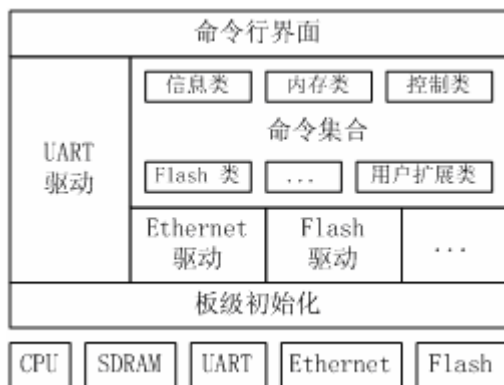 命令行界面
UART
驱动
信息类 内存类 控制类
命令集合
Flash 类 ... 用户扩展类
Ethernet
驱动
Flash
驱动
...
板级初始化
CPU SDRAM UART Ethernet Flash